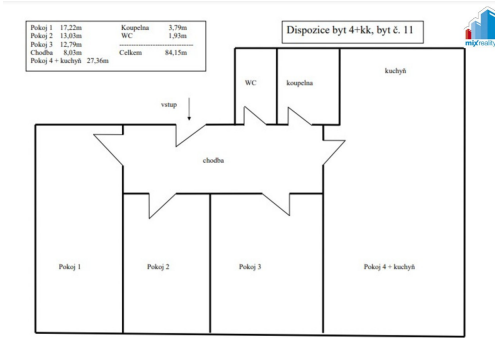 Pokoj 1 17,22m Koupelna 3,79m
Pokoj 2 13,03m WC 1,93m
Pokoj 3 12,79m ------------------------------
Chodba 8,03m Celkem 84,15m
Pokoj 4 + kuchyň 27,36m
Dispozice byt 4+kk, byt č. 11
mixreality
kuchyň
WC
koupelna
vstup
chodba
Pokoj 1
Pokoj 2
Pokoj 3
Pokoj 4 + kuchyň